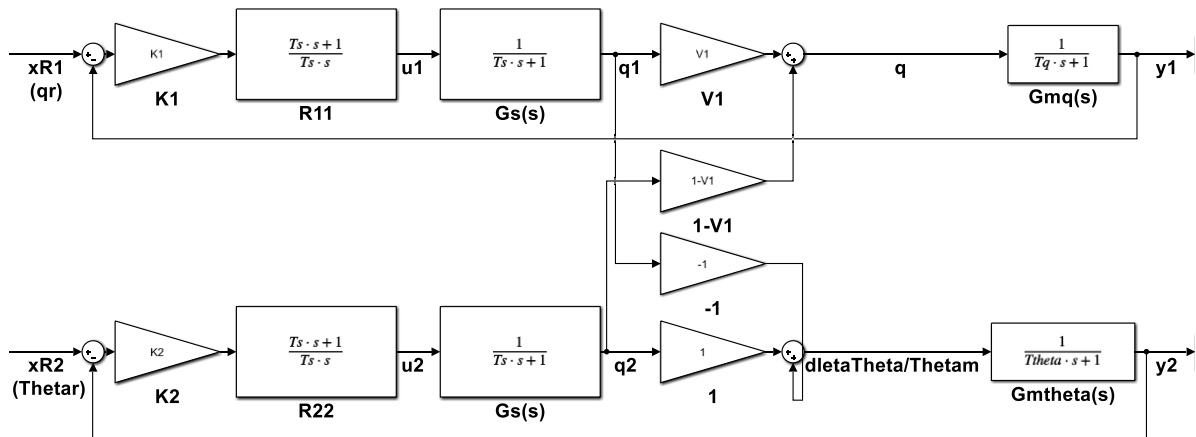 xR1
(qr)
K1
K1
Ts · s + 1
Ts · s
R11
u1
1
Ts · s + 1
Gs(s)
q1
V1
V1
q
1
Tq · s + 1
Gmq(s)
y1
1-V1
1-V1
-1
-1
xR2
(Thetar)
K2
K2
Ts · s + 1
Ts · s
R22
u2
1
Ts · s + 1
Gs(s)
q2
1
1
dletaTheta/Thetam
1
Ttheta · s + 1
Gmtheta(s)
y2